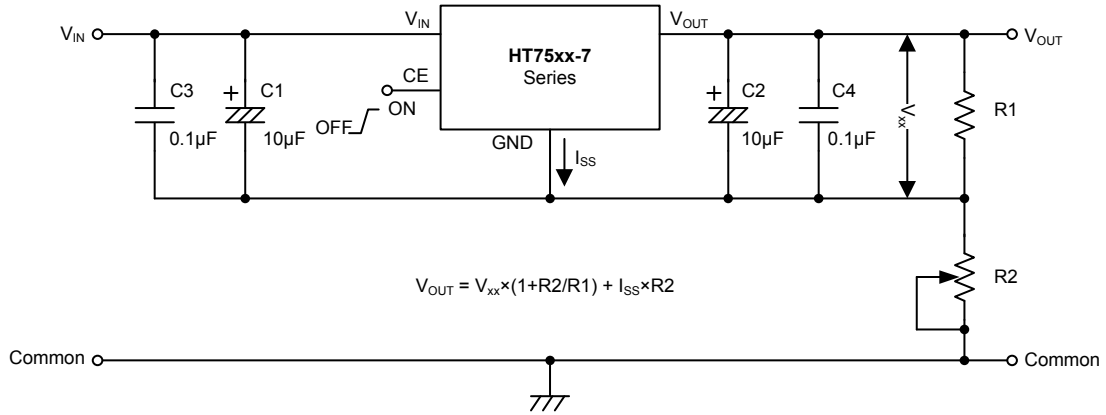 V_IN
V_IN
HT75xx-7
Series
V_OUT
V_OUT
CE
ON
OFF
GND
I_SS
C3
0.1µF
+
C1
10µF
+
C2
10µF
C4
0.1µF
V_xx
R1
R2
V_OUT = V_xx×(1+R2/R1) + I_SS×R2
Common
Common